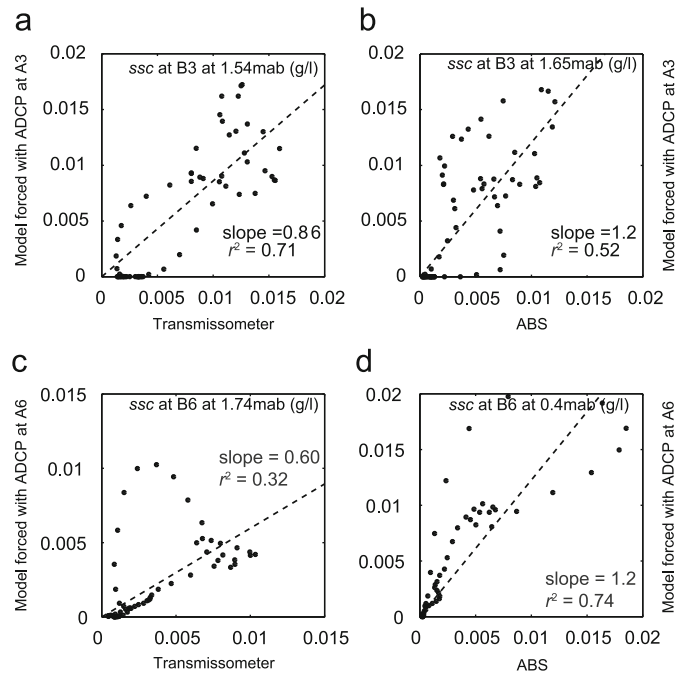 a
b
0.02
0.015
0.01
0.005
0
ssc at B3 at 1.54mab (g/l)
slope=0.86
r² = 0.71
0 0.005 0.01 0.015 0.02
Transmissometer
Model forced with ADCP at A3
0.02
0.015
0.01
0.005
0
ssc at B3 at 1.65mab (g/l)
slope =1.2
r² = 0.52
0 0.005 0.01 0.015 0.02
ABS
Model forced with ADCP at A3
c
d
0.015
0.01
0.005
0
ssc at B6 at 1.74mab (g/l)
slope = 0.60
r² = 0.32
0 0.005 0.01 0.015
Transmissometer
Model forced with ADCP at A6
0.02
0.015
0.01
0.005
0
ssc at B6 at 0.4mab (g/l)
slope = 1.2
r² = 0.74
0 0.005 0.01 0.015 0.02
ABS
Model forced with ADCP at A6